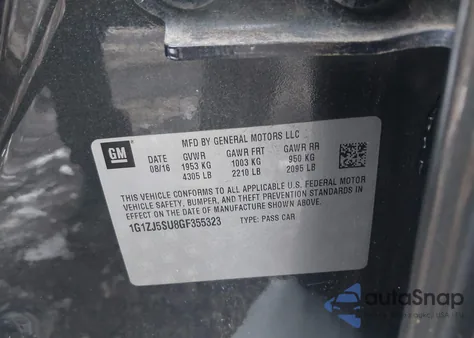 MFD BY GENERAL MOTORS LLC
GM
DATE GVWR GAWR FRT GAWR RR
08/16 1953 KG 1003 KG 950 KG
4305 LB 2210 LB 2095 LB
THIS VEHICLE CONFORMS TO ALL APPLICABLE U.S. FEDERAL MOTOR
VEHICLE SAFETY, BUMPER, AND THEFT PREVENTION STANDARDS IN
EFFECT ON THE DATE OF MANUFACTURE SHOWN ABOVE.
1G1ZJ5SU8GF355323 TYPE: PASS CAR
autoSnap